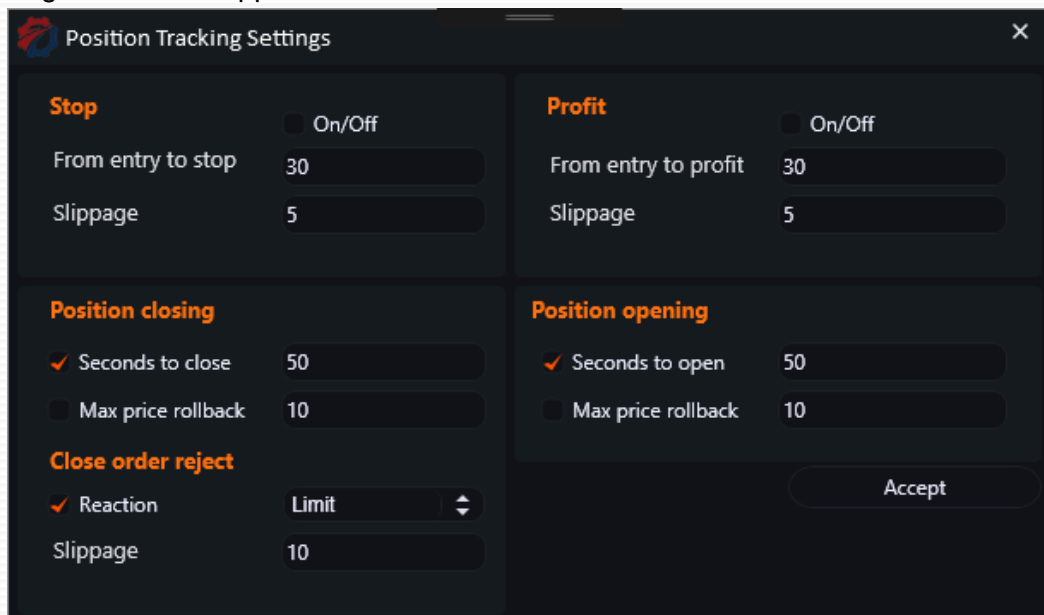 Position Tracking Settings
Stop
On/Off
From entry to stop 30
Slippage 5
Profit
On/Off
From entry to profit 30
Slippage 5
Position closing
Seconds to close 50
Max price rollback 10
Close order reject
Reaction Limit
Slippage 10
Position opening
Seconds to open 50
Max price rollback 10
Accept